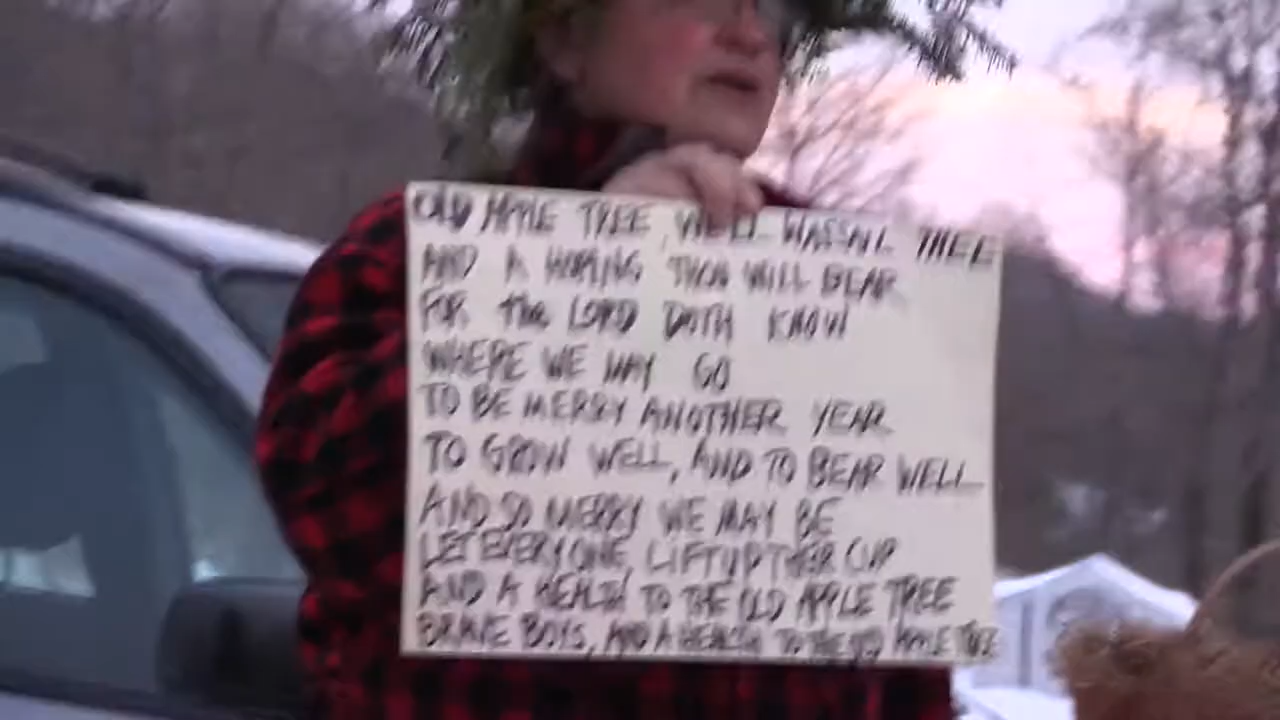 OLD APPLE TREE, WE'LL WASSAIL THEE
AND A HOPING THOU WILL BEAR
FOR the LORD DOTH KNOW
WHERE WE MAY GO
TO BE MERRY ANOTHER YEAR
TO GROW WELL, AND TO BEAR WELL
AND SO MERRY WE MAY BE
LET EVERYONE LIFT UP THEIR CUP
AND A HEALTH TO THE OLD APPLE TREE
BRAVE BOYS, AND A HEALTH TO THE OLD APPLE TREE